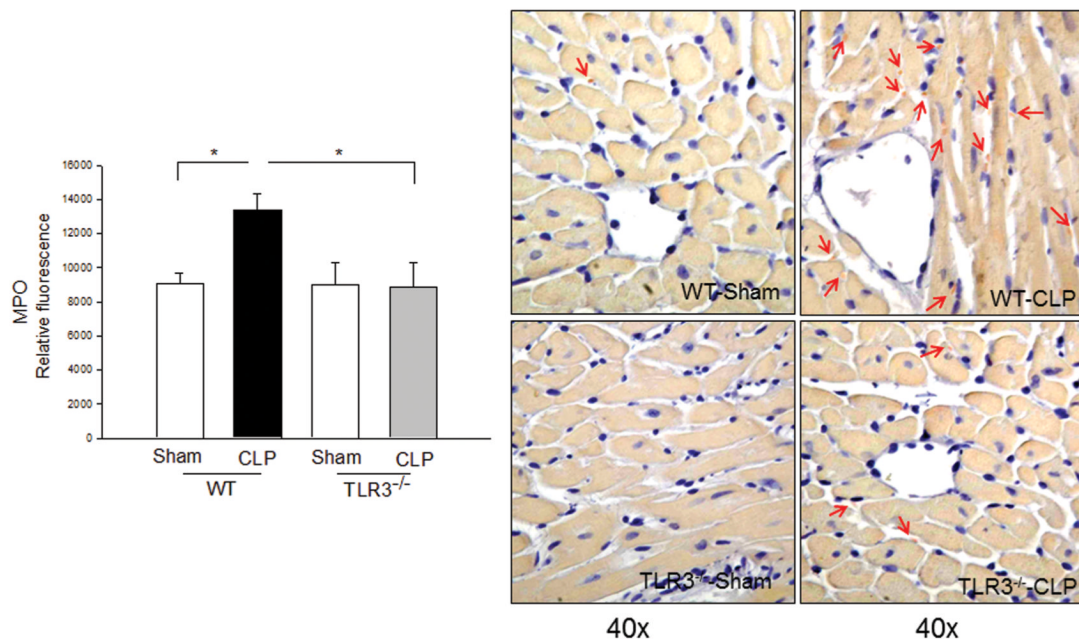 MPO
Relative fluorescence
16000
14000
12000
10000
8000
6000
4000
2000
0
*
*
Sham
CLP
Sham
CLP
WT
TLR3-/-
WT-Sham
WT-CLP
TLR3-/--Sham
TLR3-/--CLP
40x
40x